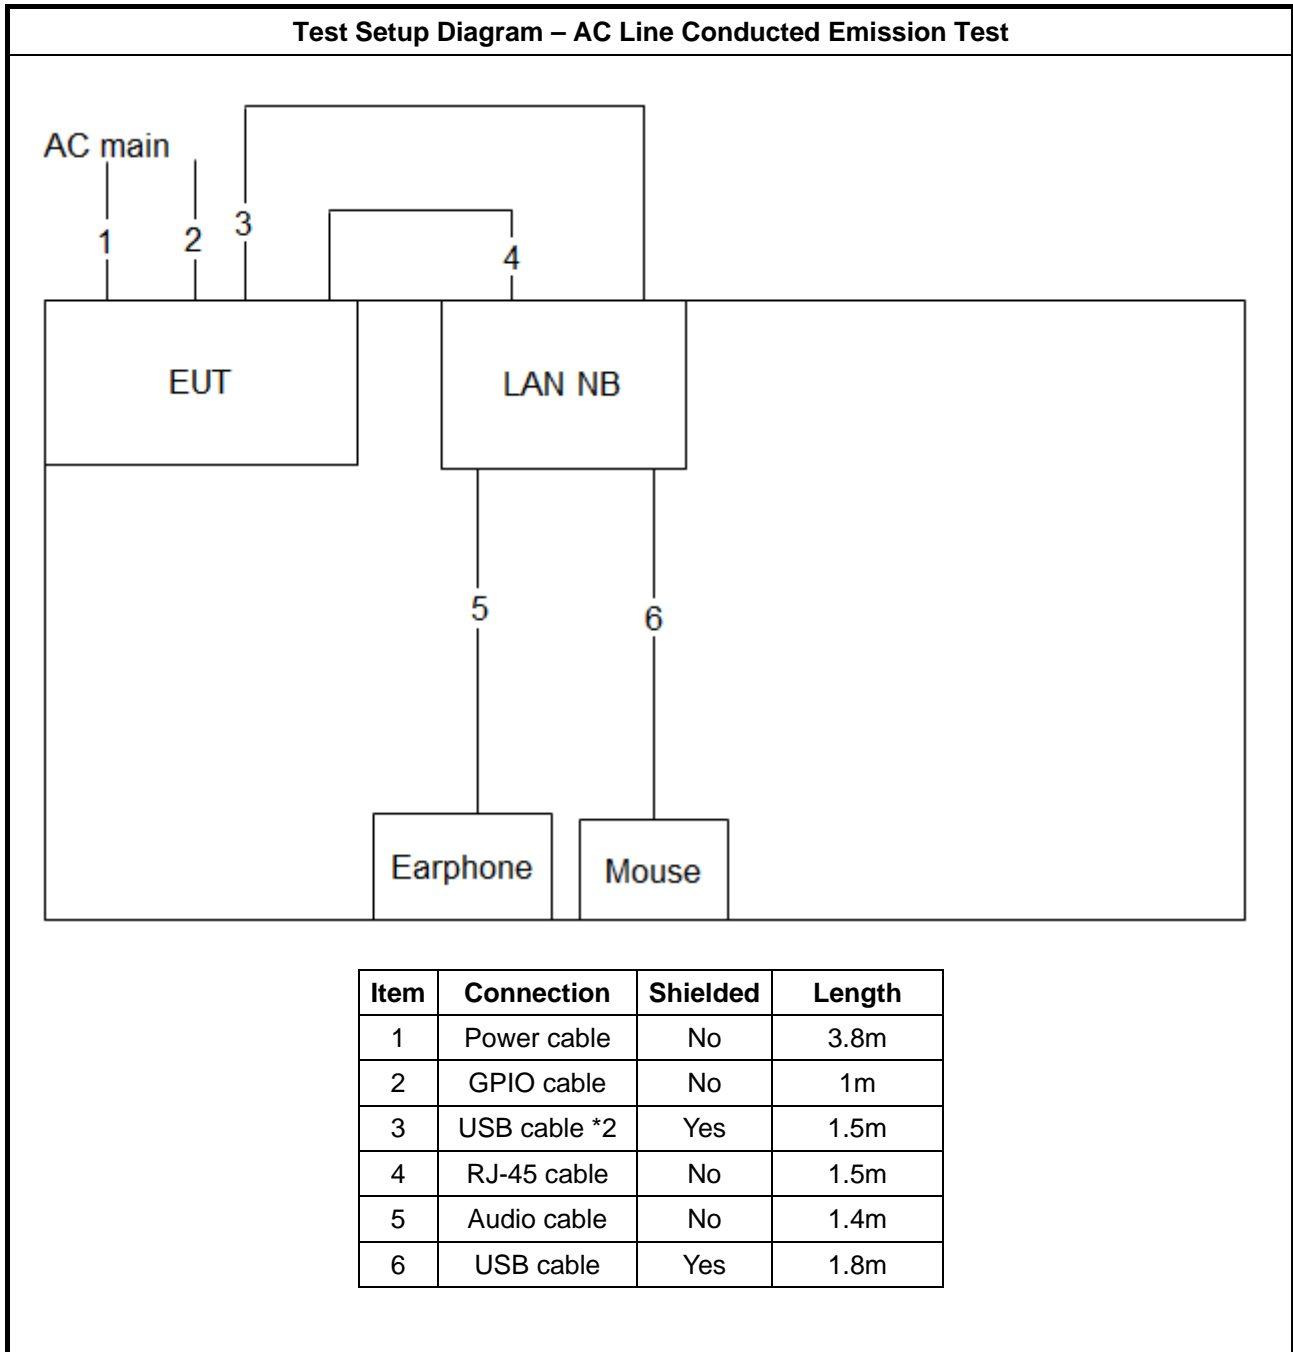 Test Setup Diagram – AC Line Conducted Emission Test
AC main
1
2
3
4
EUT
LAN NB
5
6
Earphone
Mouse
Item Connection Shielded Length
1 Power cable No 3.8m
2 GPIO cable No 1m
3 USB cable *2 Yes 1.5m
4 RJ-45 cable No 1.5m
5 Audio cable No 1.4m
6 USB cable Yes 1.8m